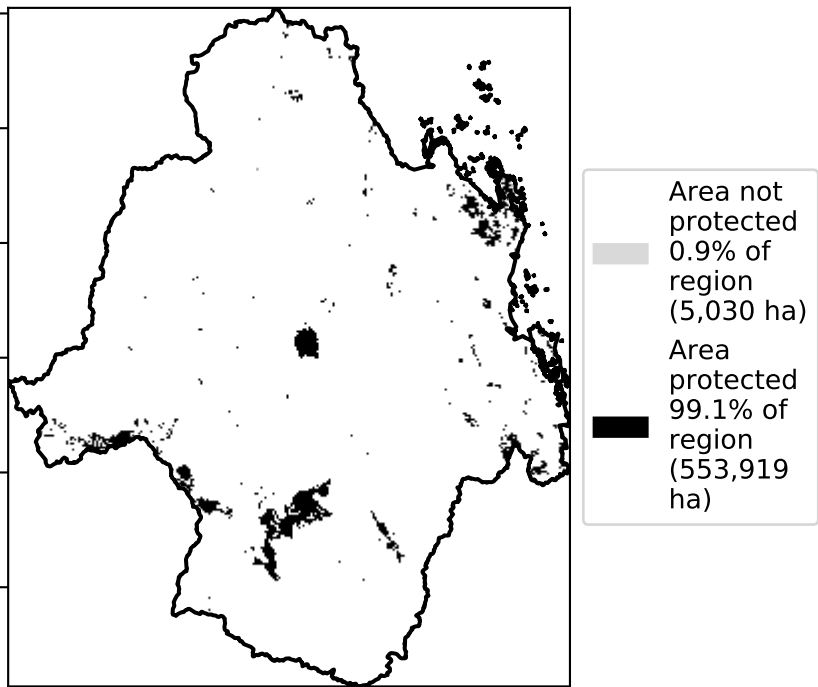 Area not
protected
0.9% of
region
(5,030 ha)
Area
protected
99.1% of
region
(553,919
ha)